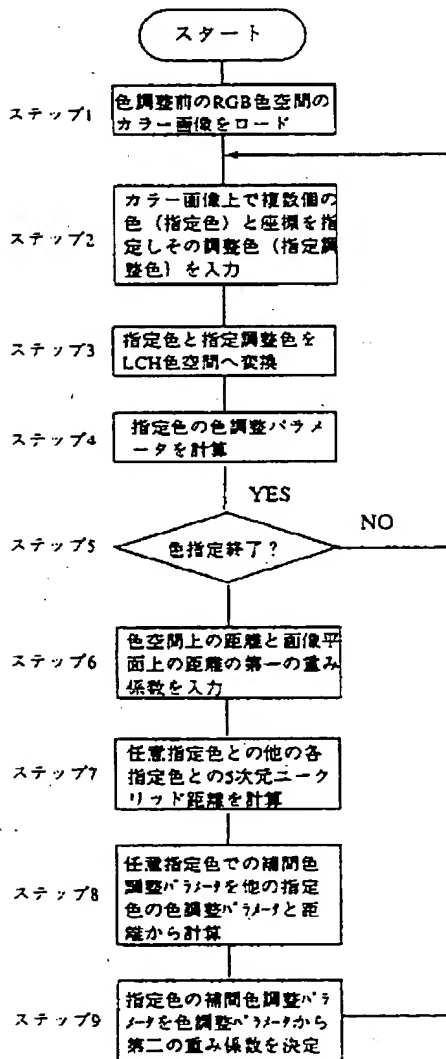 スタート
ステップ1
色調整前のRGB色空間の
カラー画像をロード
ステップ2
カラー画像上で複数個の
色（指定色）と座標を指
定しその調整色（指定調
整色）を入力
ステップ3
指定色と指定調整色を
LCH色空間へ変換
ステップ4
指定色の色調整パラメ
ータを計算
YES
NO
ステップ5
色指定終了？
ステップ6
色空間上の距離と画像平
面上の距離の第一の重み
係数を入力
ステップ7
任意指定色との他の各
指定色との5次元ユーク
リッド距離を計算
ステップ8
任意指定色での補間色
調整パラメータを他の指定
色の色調整パラメータと距
離から計算
ステップ9
指定色の補間色調整パラ
メータを色調整パラメータから
第二の重み係数を決定